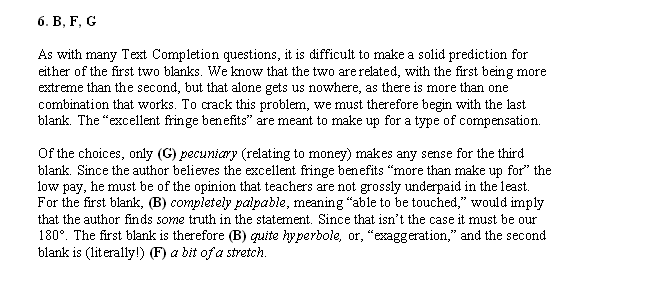 6. B, F, G
As with many Text Completion questions, it is difficult to make a solid prediction for
either of the first two blanks. We know that the two are related, with the first being more
extreme than the second, but that alone gets us nowhere, as there is more than one
combination that works. To crack this problem, we must therefore begin with the last
blank. The “excellent fringe benefits” are meant to make up for a type of compensation.
Of the choices, only (G) pecuniary (relating to money) makes any sense for the third
blank. Since the author believes the excellent fringe benefits “more than make up for” the
low pay, he must be of the opinion that teachers are not grossly underpaid in the least.
For the first blank, (B) completely palpable, meaning “able to be touched,” would imply
that the author finds some truth in the statement. Since that isn’t the case it must be our
180°. The first blank is therefore (B) quite hyperbole, or, “exaggeration,” and the second
blank is (literally!) (F) a bit of a stretch.